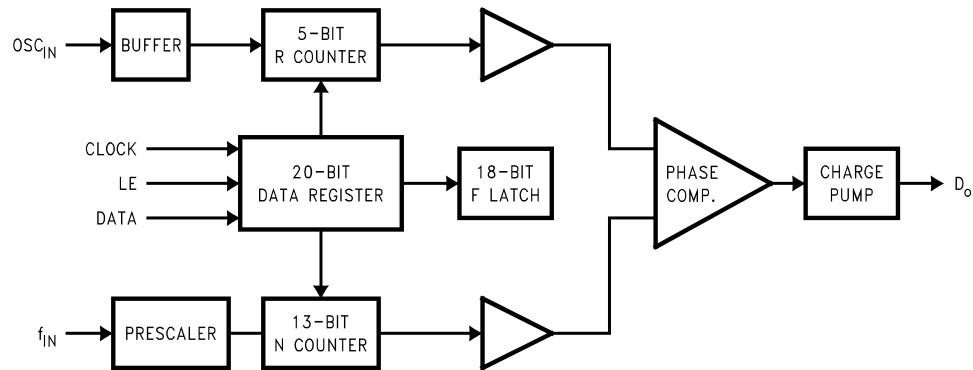 OSC_IN
BUFFER
5-BIT
R COUNTER
CLOCK
LE
DATA
20-BIT
DATA REGISTER
18-BIT
F LATCH
PHASE
COMP.
CHARGE
PUMP
D_o
f_IN
PRESCALER
13-BIT
N COUNTER